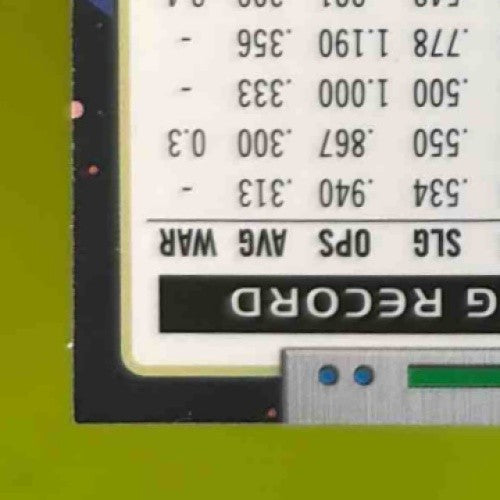 G RECORD
SLG OPS AVG WAR
.534 .940 .313 -
.550 .867 .300 0.3
.500 1.000 .333 -
.778 1.190 .356 -